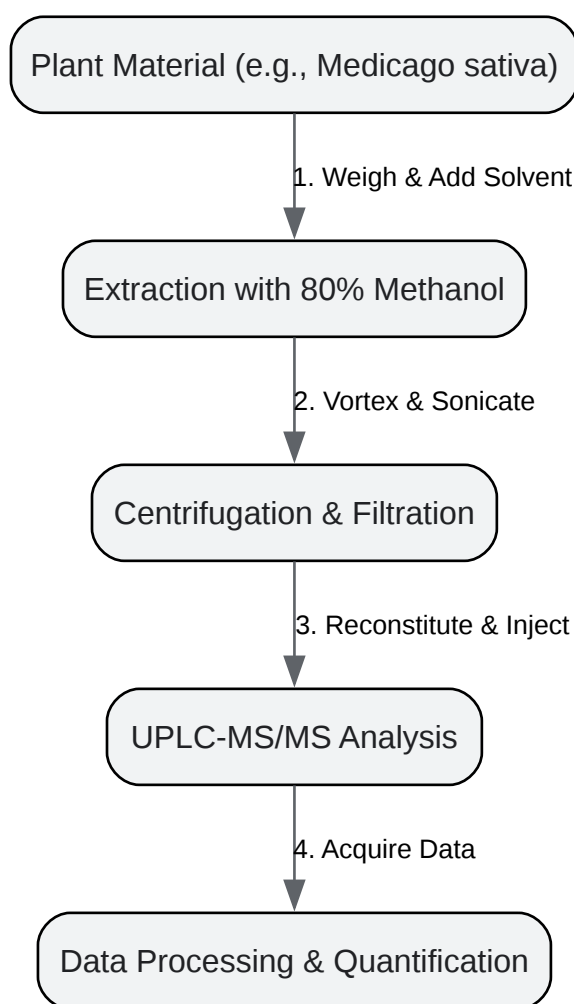 Plant Material (e.g., Medicago sativa)
1. Weigh & Add Solvent
Extraction with 80% Methanol
2. Vortex & Sonicate
Centrifugation & Filtration
3. Reconstitute & Inject
UPLC-MS/MS Analysis
4. Acquire Data
Data Processing & Quantification